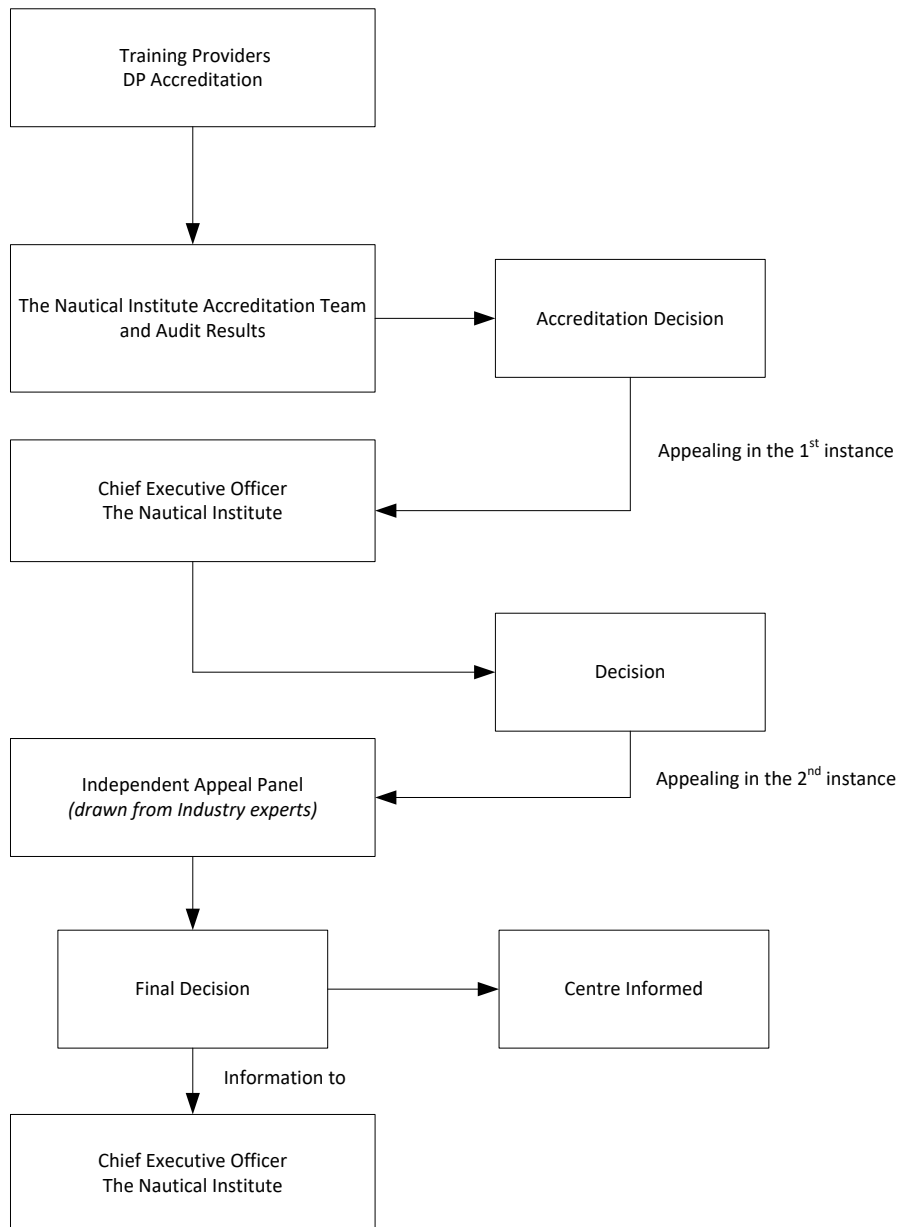 Training Providers
DP Accreditation
The Nautical Institute Accreditation Team
and Audit Results
Accreditation Decision
Appealing in the 1st instance
Chief Executive Officer
The Nautical Institute
Decision
Appealing in the 2nd instance
Independent Appeal Panel
(drawn from Industry experts)
Final Decision
Centre Informed
Information to
Chief Executive Officer
The Nautical Institute